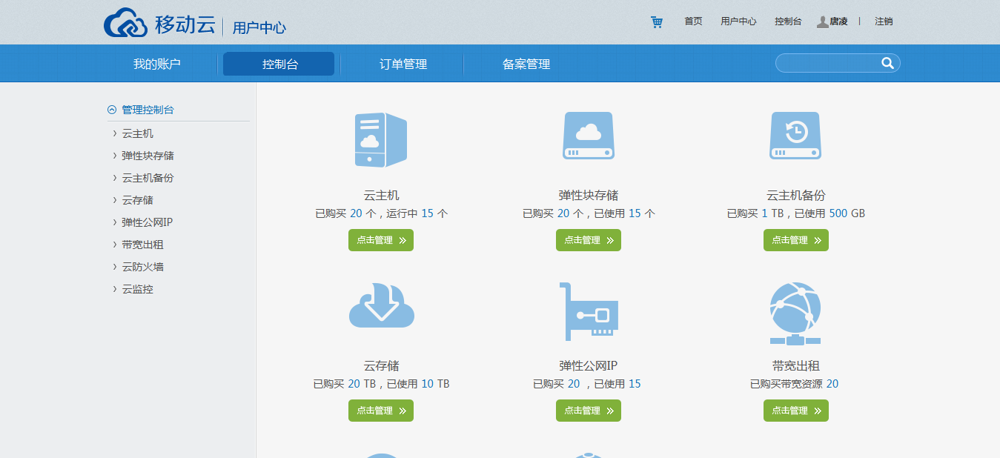 移动云 用户中心
首页 用户中心 控制台 唐凌 | 注销
我的账户 控制台 订单管理 备案管理
管理控制台
云主机
弹性块存储
云主机备份
云存储
弹性公网IP
带宽出租
云防火墙
云监控
云主机
已购买 20 个，运行中 15 个
点击管理
弹性块存储
已购买 20 个，已使用 15 个
点击管理
云主机备份
已购买 1 TB，已使用 500 GB
点击管理
云存储
已购买 20 TB，已使用 10 TB
点击管理
弹性公网IP
已购买 20 ，已使用 15
点击管理
带宽出租
已购买带宽资源 20
点击管理